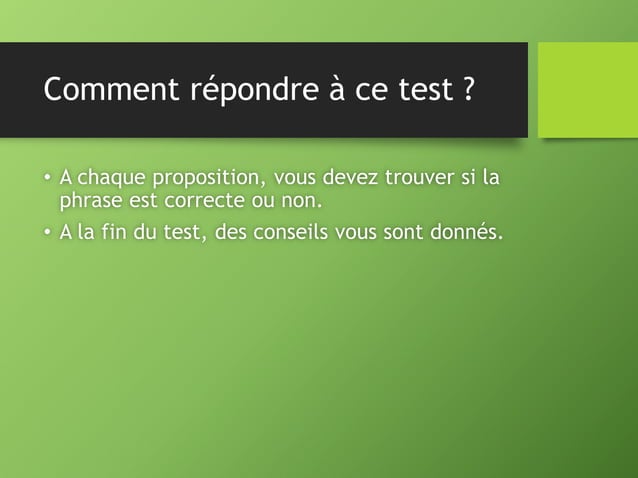 Comment répondre à ce test ?
• A chaque proposition, vous devez trouver si la
phrase est correcte ou non.
• A la fin du test, des conseils vous sont donnés.